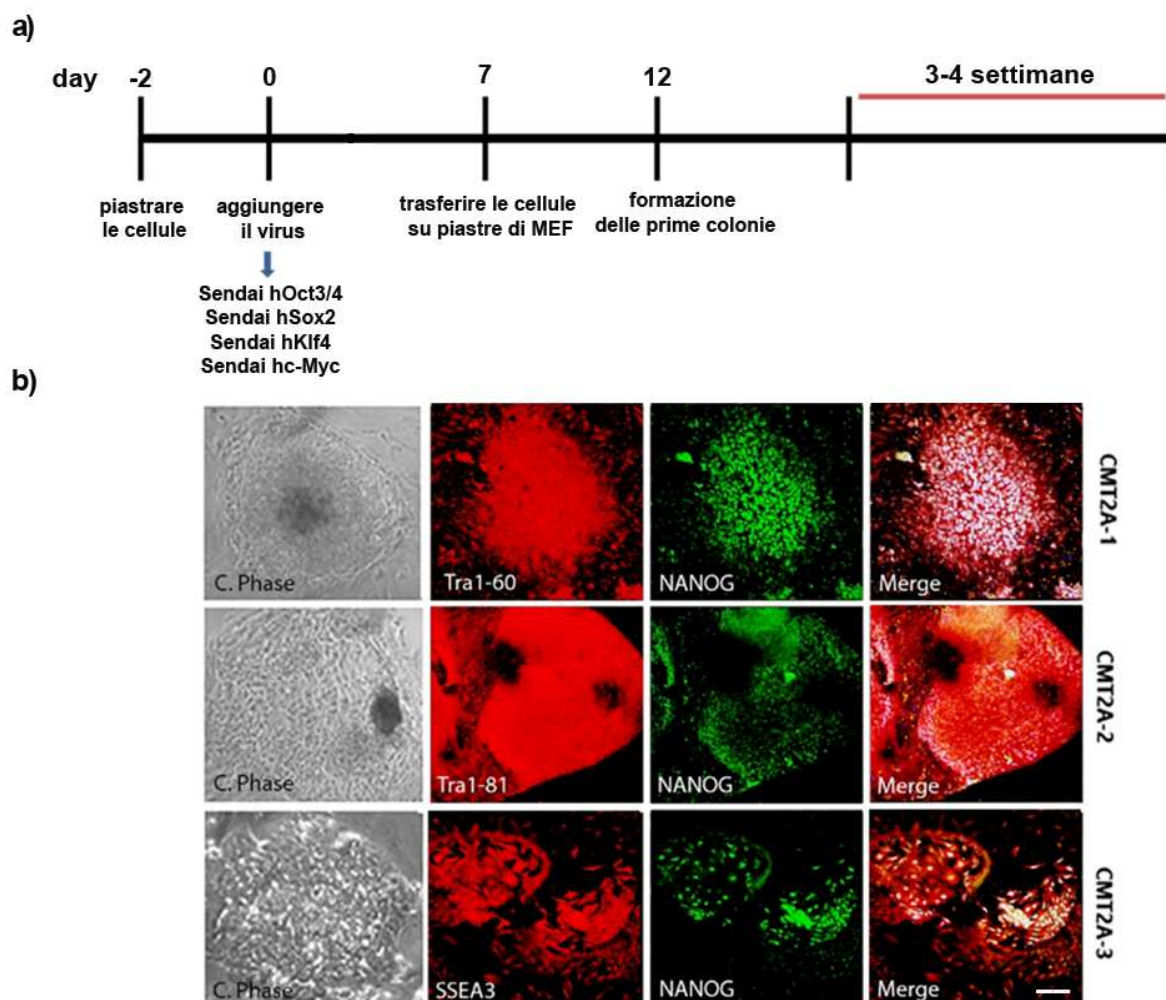 a)
day -2 0 7 12 3-4 settimane
piastrare
le cellule
aggiungere
il virus
trasferire le cellule
su piastre di MEF
formazione
delle prime colonie
Sendai hOct3/4
Sendai hSox2
Sendai hKlf4
Sendai hc-Myc
b)
C. Phase Tra1-60 NANOG Merge
CMT2A-1
C. Phase Tra1-81 NANOG Merge
CMT2A-2
C. Phase SSEA3 NANOG Merge
CMT2A-3